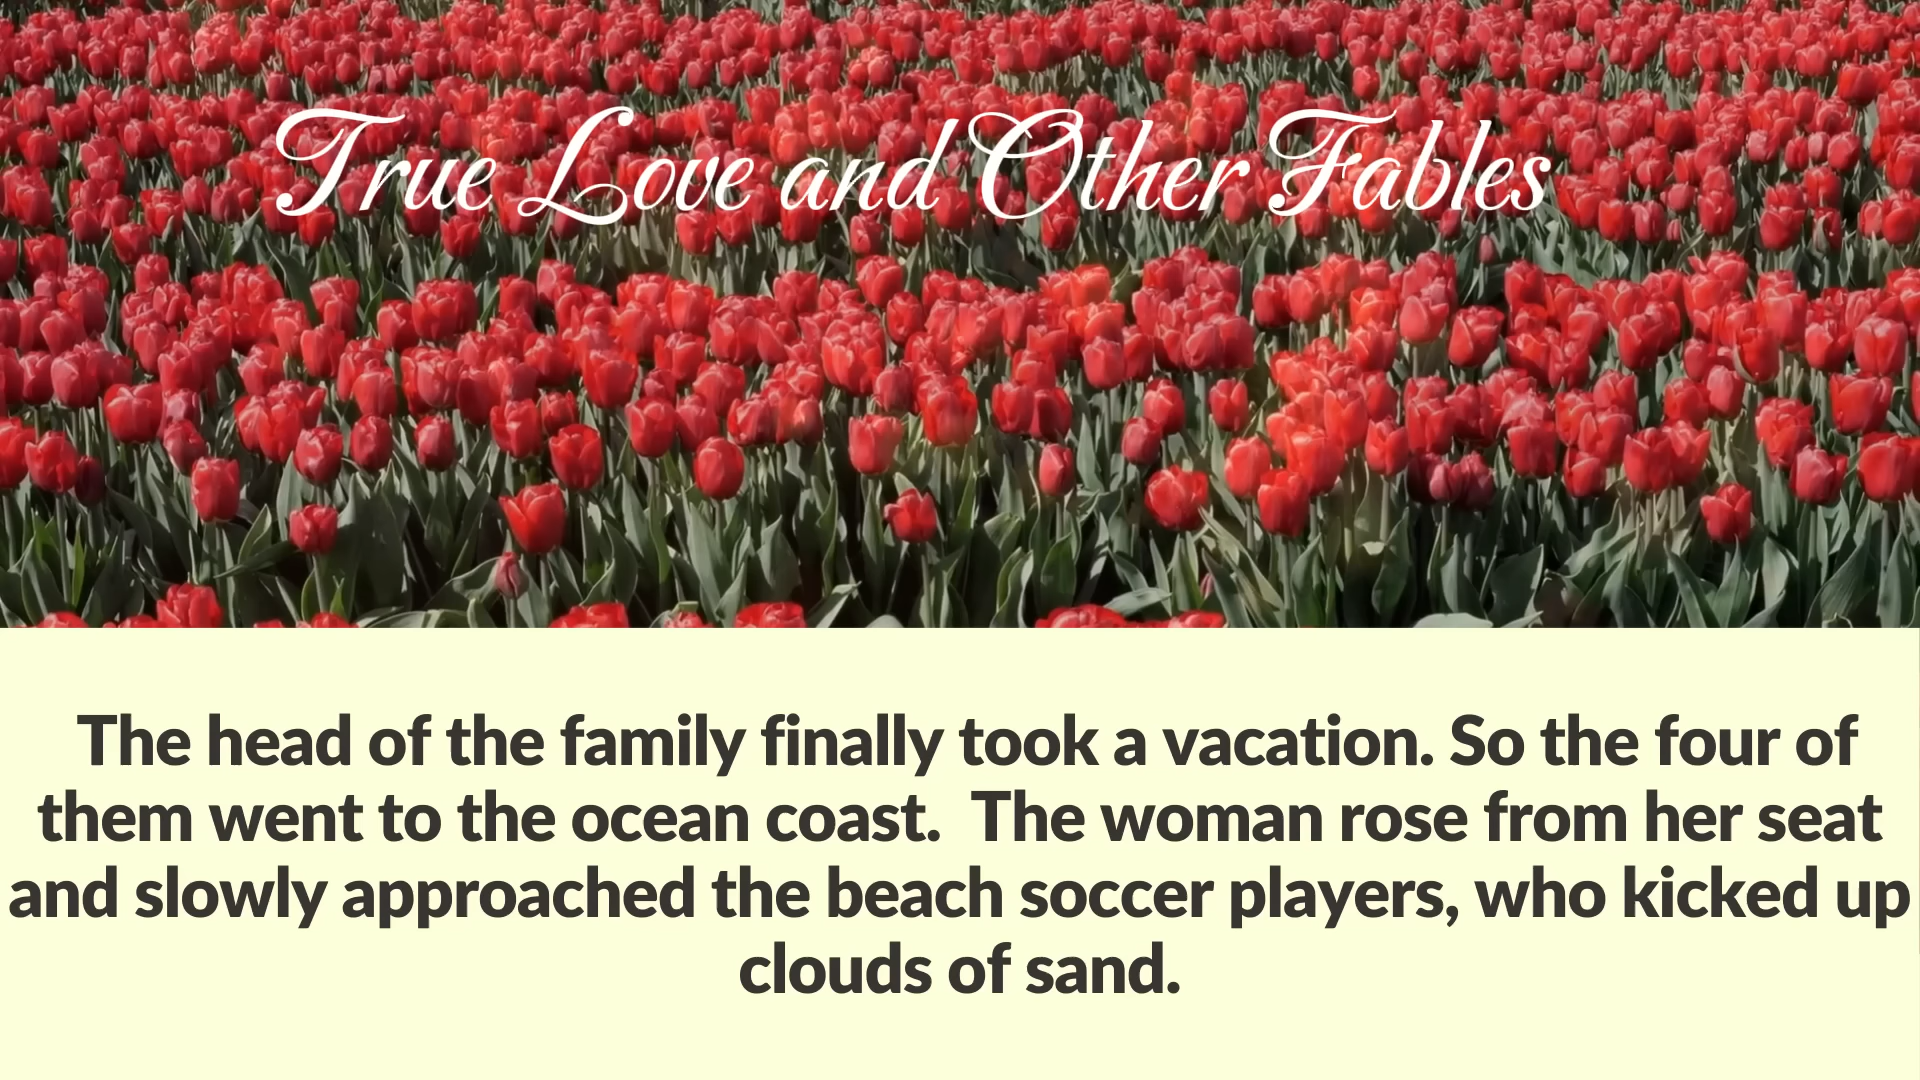 True Love and Other Fables
The head of the family finally took a vacation. So the four of
them went to the ocean coast.  The woman rose from her seat
and slowly approached the beach soccer players, who kicked up
clouds of sand.